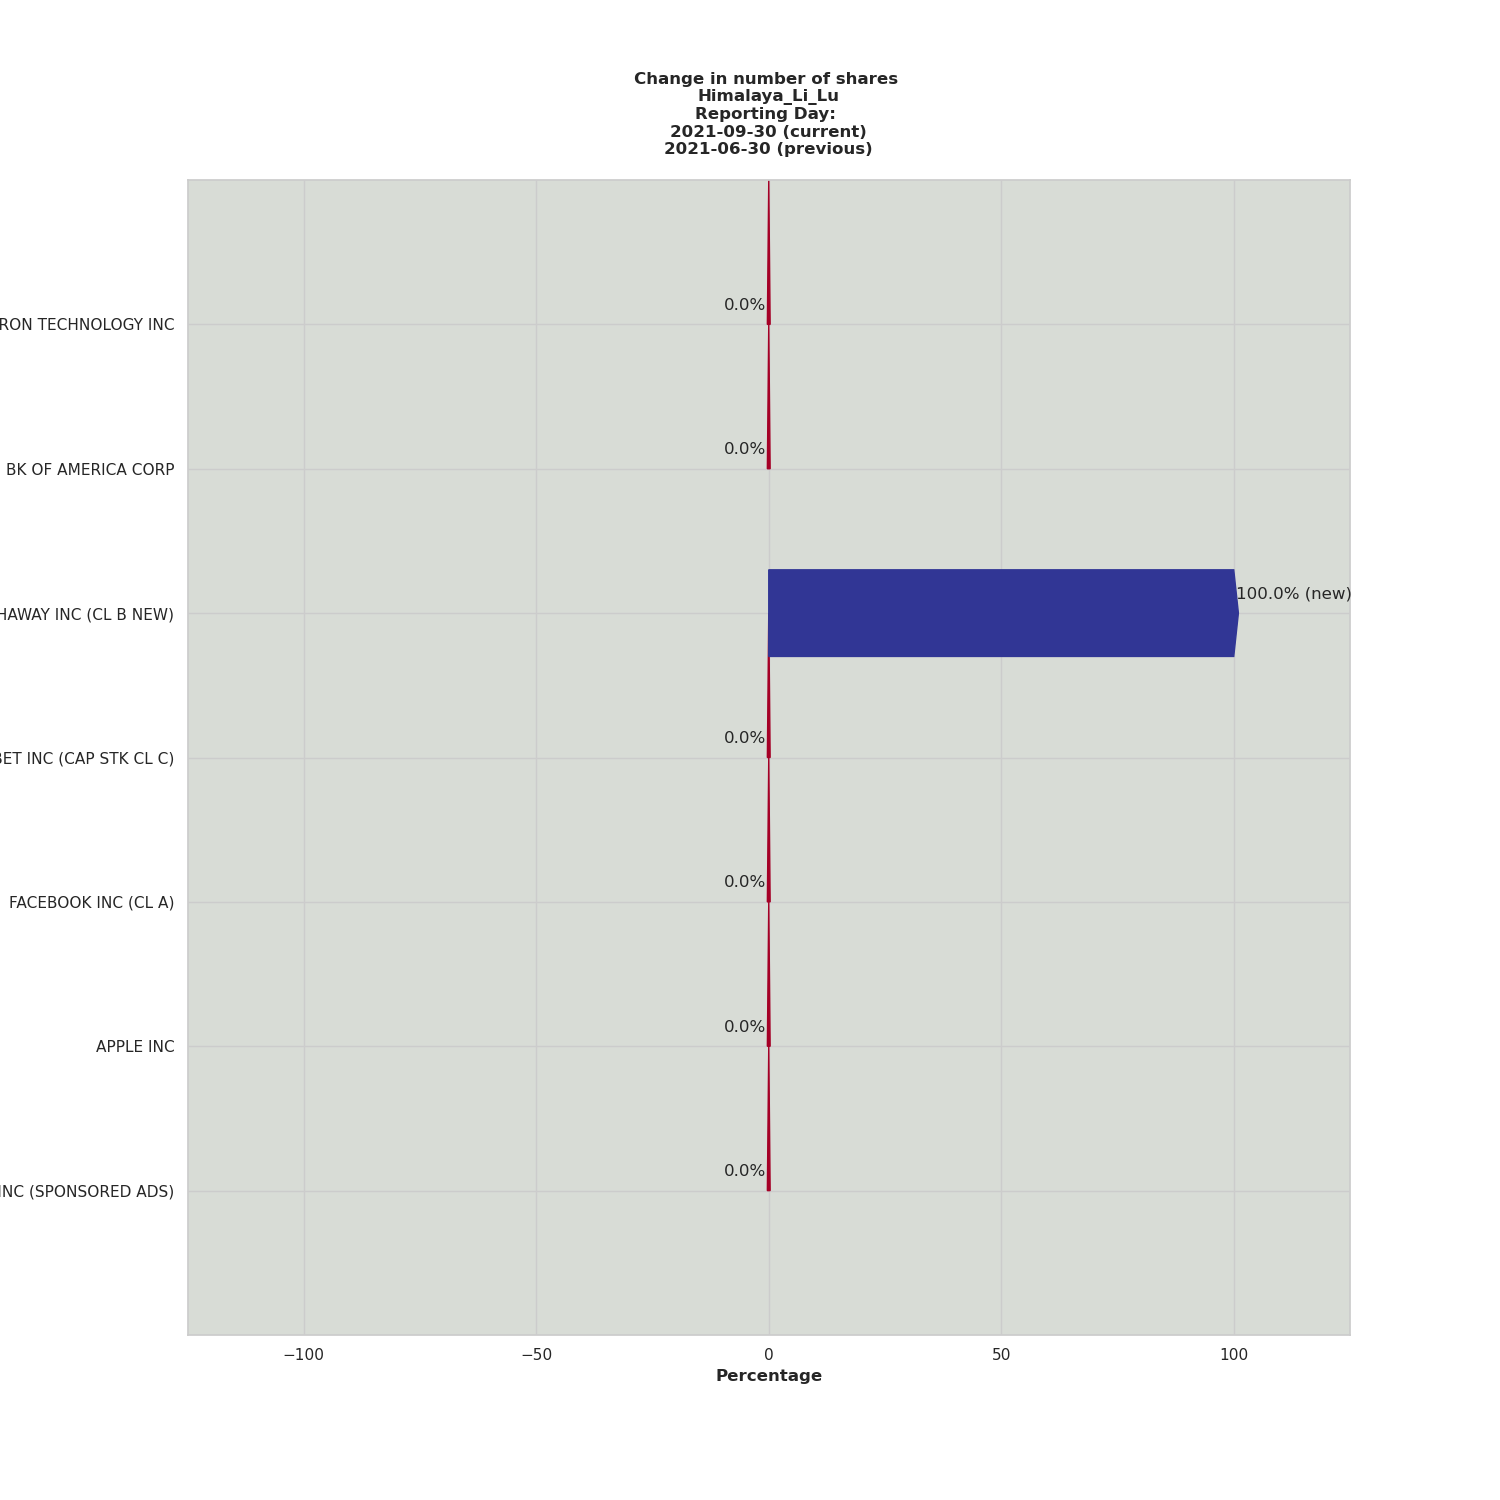 Change in number of shares
Himalaya_Li_Lu
Reporting Day:
2021-09-30 (current)
2021-06-30 (previous)
0.0%
RON TECHNOLOGY INC
0.0%
BK OF AMERICA CORP
100.0% (new)
HAWAY INC (CL B NEW)
0.0%
BET INC (CAP STK CL C)
0.0%
FACEBOOK INC (CL A)
0.0%
APPLE INC
0.0%
INC (SPONSORED ADS)
−100 −50 0 50 100
Percentage